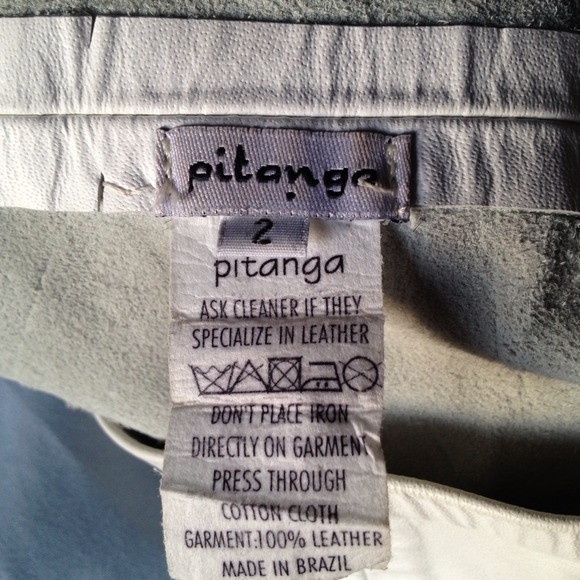 pitanga
2
pitanga
ASK CLEANER IF THEY
SPECIALIZE IN LEATHER
DON'T PLACE IRON
DIRECTLY ON GARMENT
PRESS THROUGH
COTTON CLOTH
GARMENT:100% LEATHER
MADE IN BRAZIL